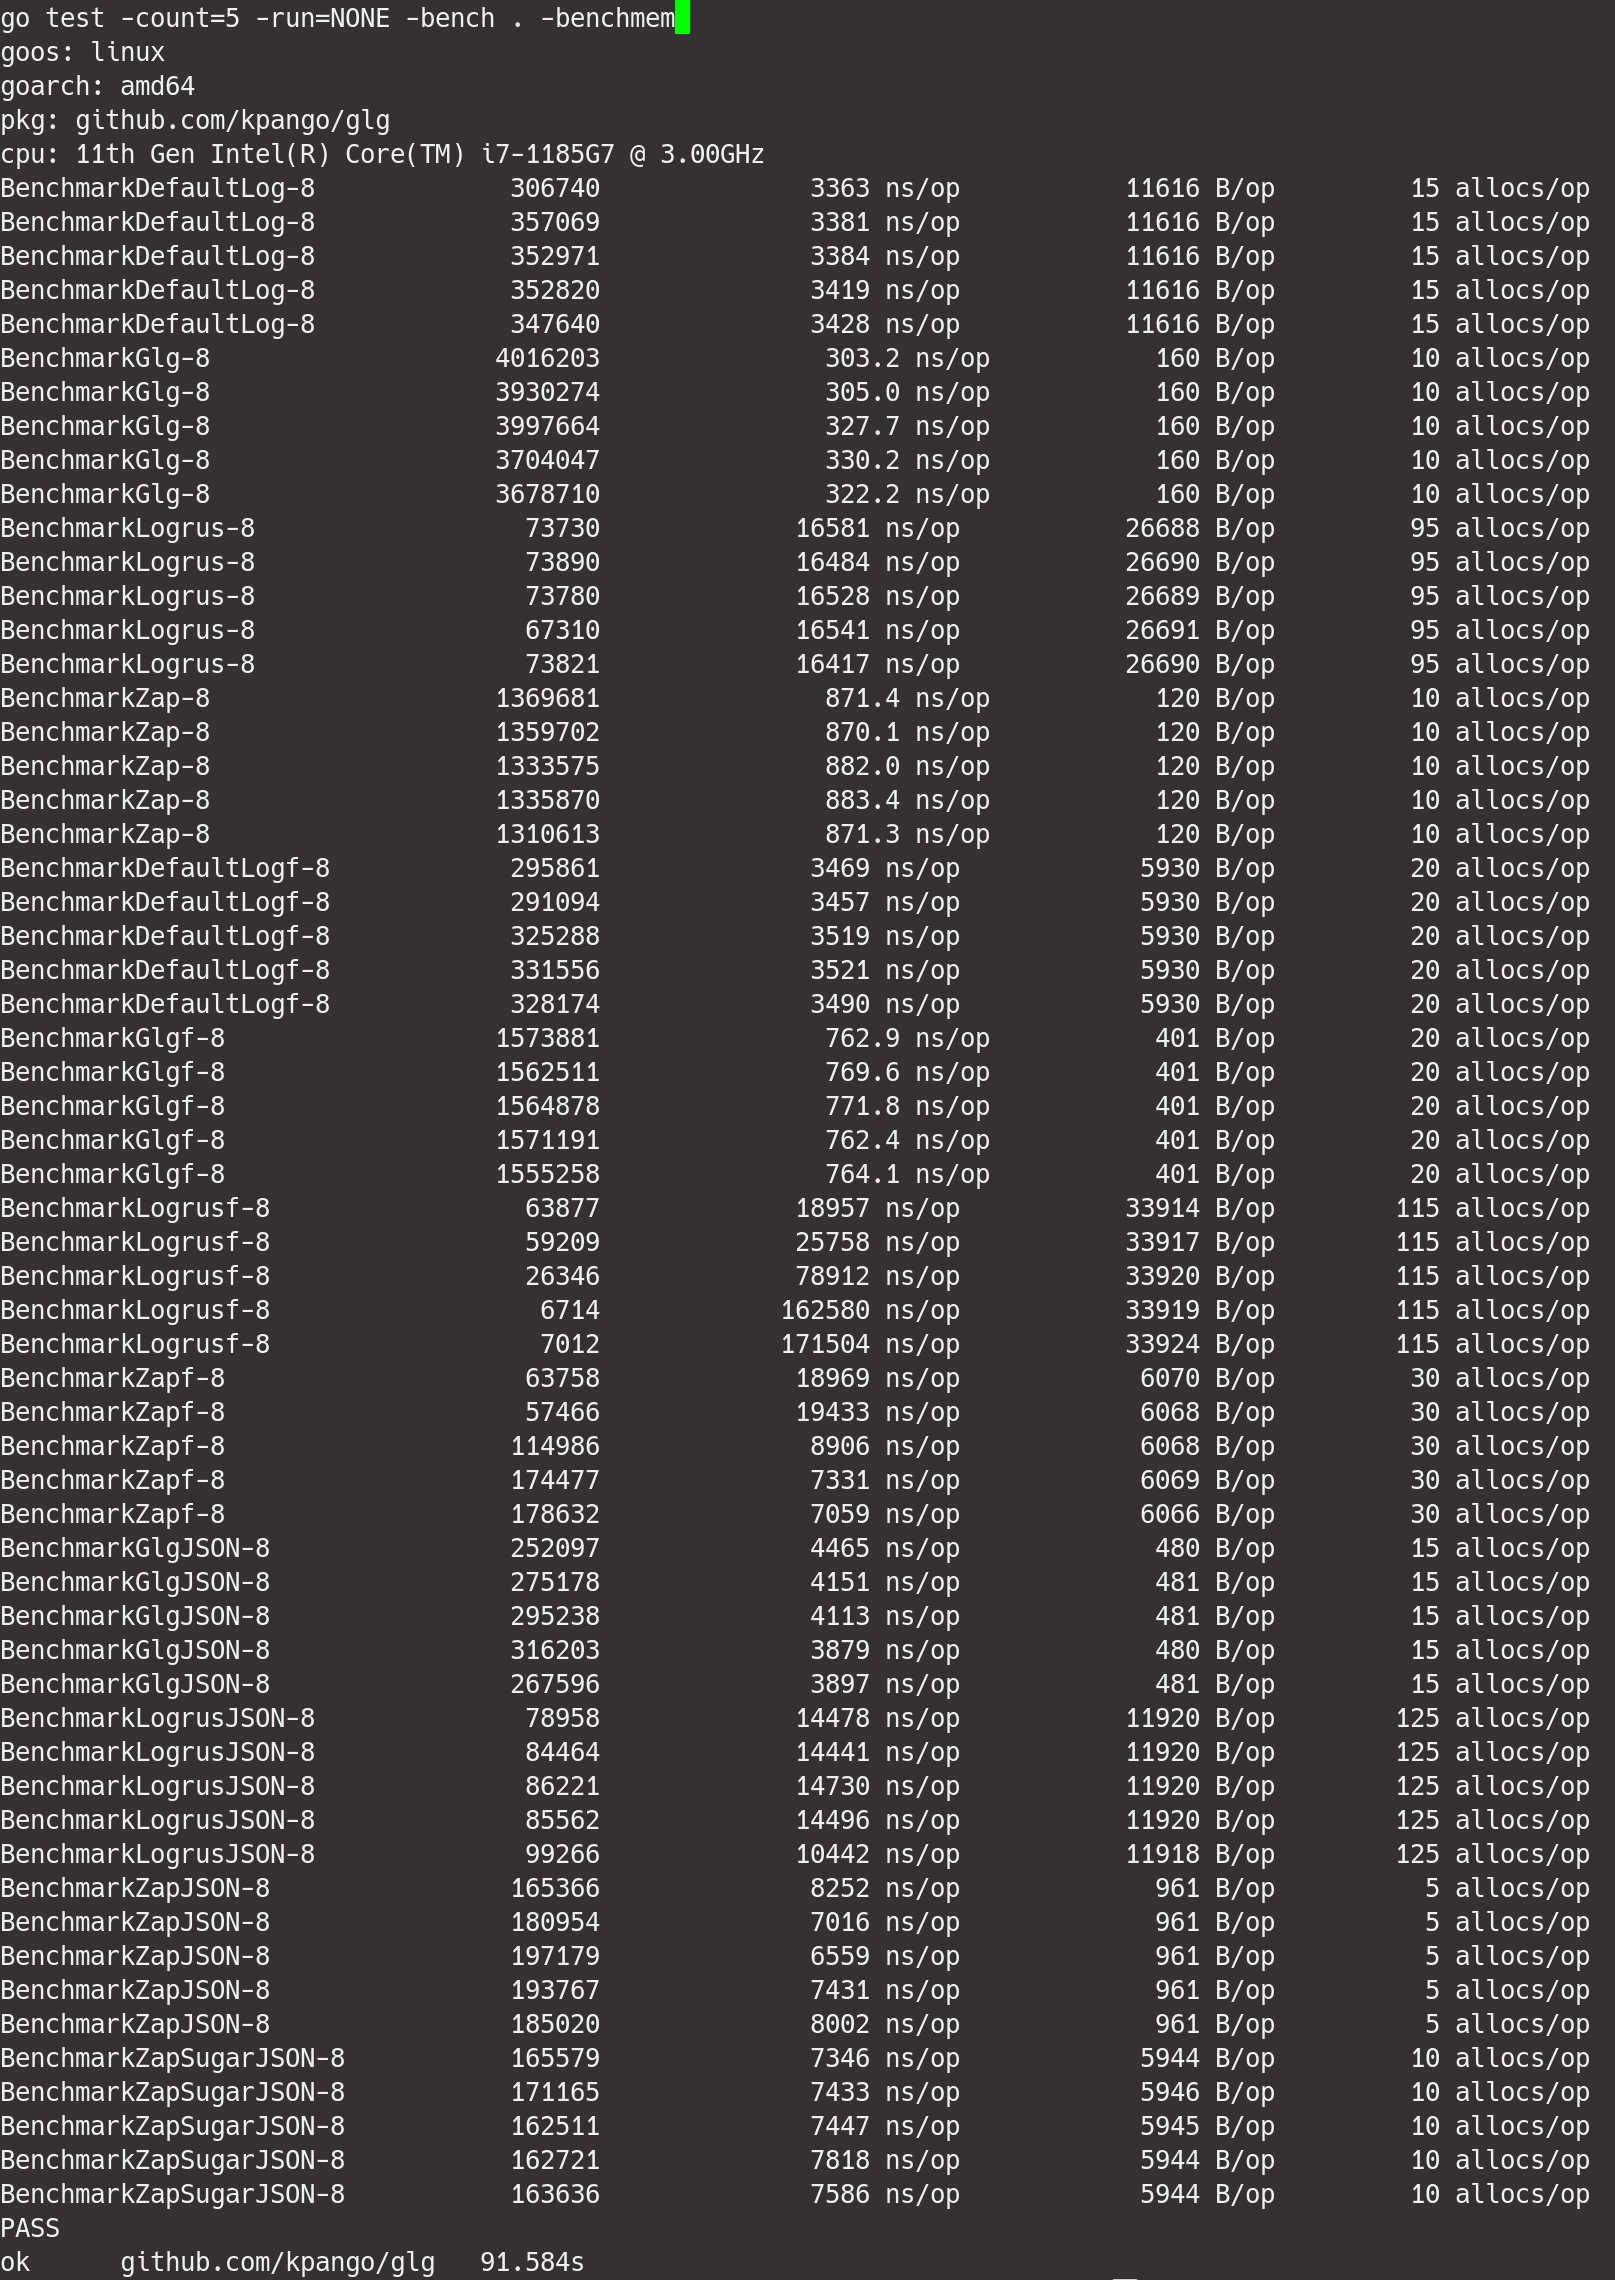 go test -count=5 -run=NONE -bench . -benchmem
goos: linux
goarch: amd64
pkg: github.com/kpango/glg
cpu: 11th Gen Intel(R) Core(TM) i7-1185G7 @ 3.00GHz
BenchmarkDefaultLog-8 306740 3363 ns/op 11616 B/op 15 allocs/op
BenchmarkDefaultLog-8 357069 3381 ns/op 11616 B/op 15 allocs/op
BenchmarkDefaultLog-8 352971 3384 ns/op 11616 B/op 15 allocs/op
BenchmarkDefaultLog-8 352820 3419 ns/op 11616 B/op 15 allocs/op
BenchmarkDefaultLog-8 347640 3428 ns/op 11616 B/op 15 allocs/op
BenchmarkGlg-8 4016203 303.2 ns/op 160 B/op 10 allocs/op
BenchmarkGlg-8 3930274 305.0 ns/op 160 B/op 10 allocs/op
BenchmarkGlg-8 3997664 327.7 ns/op 160 B/op 10 allocs/op
BenchmarkGlg-8 3704047 330.2 ns/op 160 B/op 10 allocs/op
BenchmarkGlg-8 3678710 322.2 ns/op 160 B/op 10 allocs/op
BenchmarkLogrus-8 73730 16581 ns/op 26688 B/op 95 allocs/op
BenchmarkLogrus-8 73890 16484 ns/op 26690 B/op 95 allocs/op
BenchmarkLogrus-8 73780 16528 ns/op 26689 B/op 95 allocs/op
BenchmarkLogrus-8 67310 16541 ns/op 26691 B/op 95 allocs/op
BenchmarkLogrus-8 73821 16417 ns/op 26690 B/op 95 allocs/op
BenchmarkZap-8 1369681 871.4 ns/op 120 B/op 10 allocs/op
BenchmarkZap-8 1359702 870.1 ns/op 120 B/op 10 allocs/op
BenchmarkZap-8 1333575 882.0 ns/op 120 B/op 10 allocs/op
BenchmarkZap-8 1335870 883.4 ns/op 120 B/op 10 allocs/op
BenchmarkZap-8 1310613 871.3 ns/op 120 B/op 10 allocs/op
BenchmarkDefaultLogf-8 295861 3469 ns/op 5930 B/op 20 allocs/op
BenchmarkDefaultLogf-8 291094 3457 ns/op 5930 B/op 20 allocs/op
BenchmarkDefaultLogf-8 325288 3519 ns/op 5930 B/op 20 allocs/op
BenchmarkDefaultLogf-8 331556 3521 ns/op 5930 B/op 20 allocs/op
BenchmarkDefaultLogf-8 328174 3490 ns/op 5930 B/op 20 allocs/op
BenchmarkGlgf-8 1573881 762.9 ns/op 401 B/op 20 allocs/op
BenchmarkGlgf-8 1562511 769.6 ns/op 401 B/op 20 allocs/op
BenchmarkGlgf-8 1564878 771.8 ns/op 401 B/op 20 allocs/op
BenchmarkGlgf-8 1571191 762.4 ns/op 401 B/op 20 allocs/op
BenchmarkGlgf-8 1555258 764.1 ns/op 401 B/op 20 allocs/op
BenchmarkLogrusf-8 63877 18957 ns/op 33914 B/op 115 allocs/op
BenchmarkLogrusf-8 59209 25758 ns/op 33917 B/op 115 allocs/op
BenchmarkLogrusf-8 26346 78912 ns/op 33920 B/op 115 allocs/op
BenchmarkLogrusf-8 6714 162580 ns/op 33919 B/op 115 allocs/op
BenchmarkLogrusf-8 7012 171504 ns/op 33924 B/op 115 allocs/op
BenchmarkZapf-8 63758 18969 ns/op 6070 B/op 30 allocs/op
BenchmarkZapf-8 57466 19433 ns/op 6068 B/op 30 allocs/op
BenchmarkZapf-8 114986 8906 ns/op 6068 B/op 30 allocs/op
BenchmarkZapf-8 174477 7331 ns/op 6069 B/op 30 allocs/op
BenchmarkZapf-8 178632 7059 ns/op 6066 B/op 30 allocs/op
BenchmarkGlgJSON-8 252097 4465 ns/op 480 B/op 15 allocs/op
BenchmarkGlgJSON-8 275178 4151 ns/op 481 B/op 15 allocs/op
BenchmarkGlgJSON-8 295238 4113 ns/op 481 B/op 15 allocs/op
BenchmarkGlgJSON-8 316203 3879 ns/op 480 B/op 15 allocs/op
BenchmarkGlgJSON-8 267596 3897 ns/op 481 B/op 15 allocs/op
BenchmarkLogrusJSON-8 78958 14478 ns/op 11920 B/op 125 allocs/op
BenchmarkLogrusJSON-8 84464 14441 ns/op 11920 B/op 125 allocs/op
BenchmarkLogrusJSON-8 86221 14730 ns/op 11920 B/op 125 allocs/op
BenchmarkLogrusJSON-8 85562 14496 ns/op 11920 B/op 125 allocs/op
BenchmarkLogrusJSON-8 99266 10442 ns/op 11918 B/op 125 allocs/op
BenchmarkZapJSON-8 165366 8252 ns/op 961 B/op 5 allocs/op
BenchmarkZapJSON-8 180954 7016 ns/op 961 B/op 5 allocs/op
BenchmarkZapJSON-8 197179 6559 ns/op 961 B/op 5 allocs/op
BenchmarkZapJSON-8 193767 7431 ns/op 961 B/op 5 allocs/op
BenchmarkZapJSON-8 185020 8002 ns/op 961 B/op 5 allocs/op
BenchmarkZapSugarJSON-8 165579 7346 ns/op 5944 B/op 10 allocs/op
BenchmarkZapSugarJSON-8 171165 7433 ns/op 5946 B/op 10 allocs/op
BenchmarkZapSugarJSON-8 162511 7447 ns/op 5945 B/op 10 allocs/op
BenchmarkZapSugarJSON-8 162721 7818 ns/op 5944 B/op 10 allocs/op
BenchmarkZapSugarJSON-8 163636 7586 ns/op 5944 B/op 10 allocs/op
PASS
ok github.com/kpango/glg 91.584s